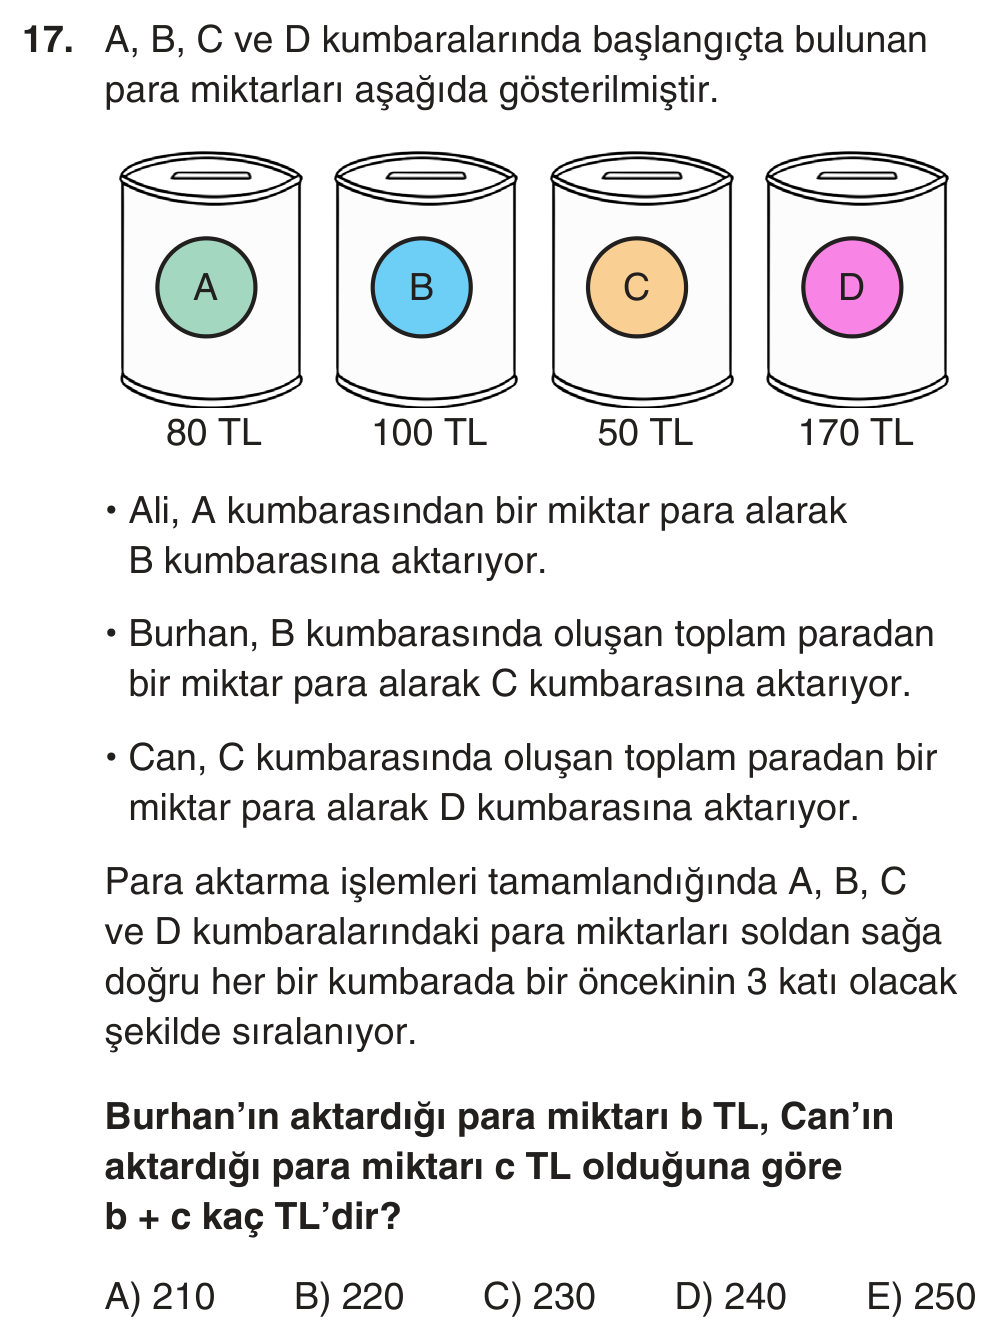 17. A, B, C ve D kumbaralarında başlangıçta bulunan
para miktarları aşağıda gösterilmiştir.
A B C D
80 TL 100 TL 50 TL 170 TL
• Ali, A kumbarasından bir miktar para alarak
B kumbarasına aktarıyor.
• Burhan, B kumbarasında oluşan toplam paradan
bir miktar para alarak C kumbarasına aktarıyor.
• Can, C kumbarasında oluşan toplam paradan bir
miktar para alarak D kumbarasına aktarıyor.
Para aktarma işlemleri tamamlandığında A, B, C
ve D kumbaralarındaki para miktarları soldan sağa
doğru her bir kumbarada bir öncekinin 3 katı olacak
şekilde sıralanıyor.
Burhan’ın aktardığı para miktarı b TL, Can’ın
aktardığı para miktarı c TL olduğuna göre
b + c kaç TL’dir?
A) 210 B) 220 C) 230 D) 240 E) 250